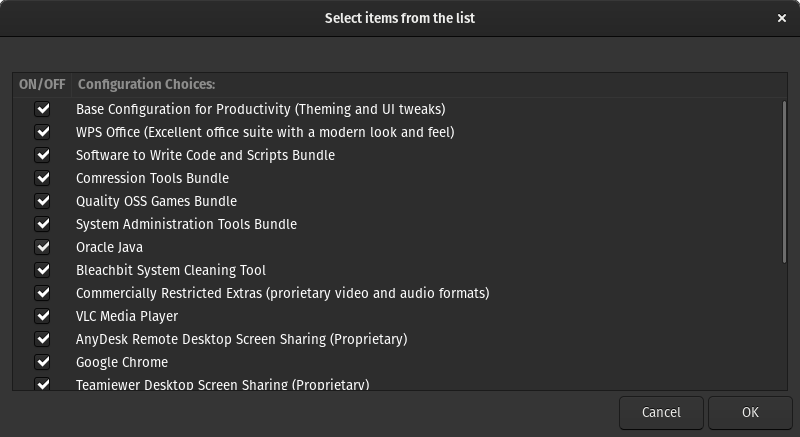 Select items from the list
ON/OFF Configuration Choices:
Base Configuration for Productivity (Theming and UI tweaks)
WPS Office (Excellent office suite with a modern look and feel)
Software to Write Code and Scripts Bundle
Comression Tools Bundle
Quality OSS Games Bundle
System Administration Tools Bundle
Oracle Java
Bleachbit System Cleaning Tool
Commercially Restricted Extras (prorietary video and audio formats)
VLC Media Player
AnyDesk Remote Desktop Screen Sharing (Proprietary)
Google Chrome
Teamiewer Desktop Screen Sharing (Proprietary)
Cancel OK